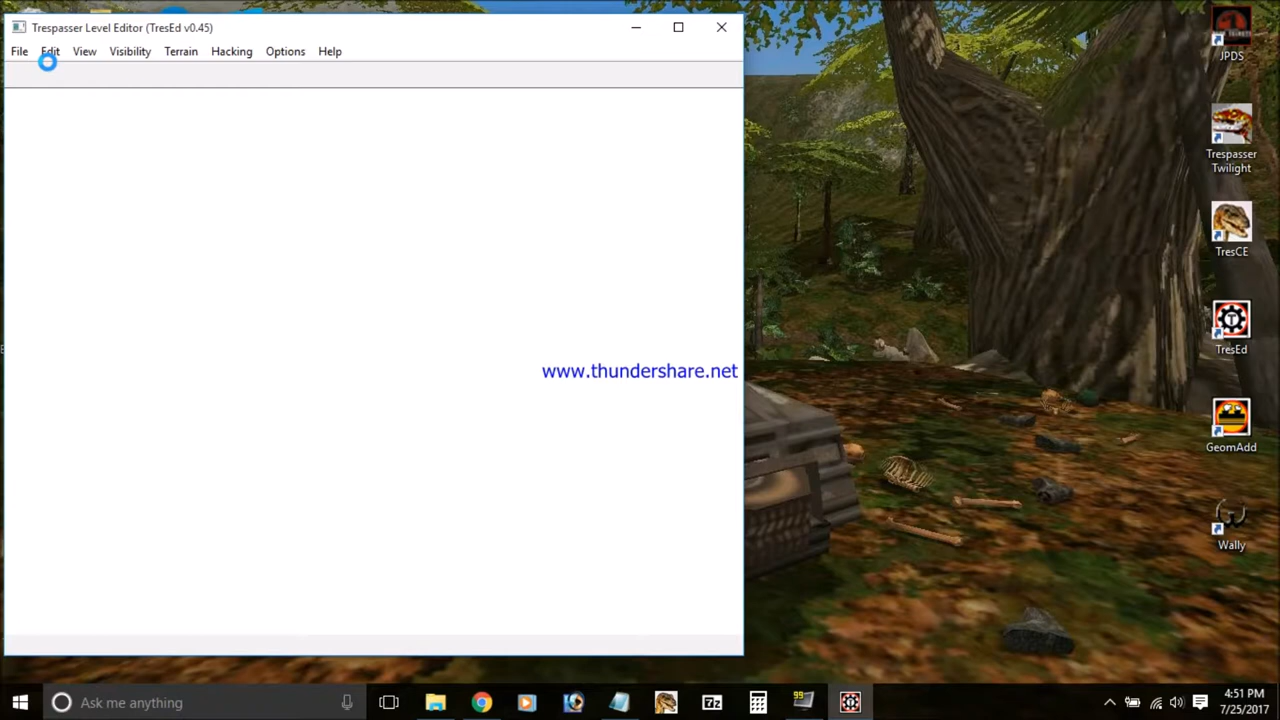 Trespasser Level Editor (TresEd v0.45)
File Edit View Visibility Terrain Hacking Options Help
www.thundershare.net
JPDS
Trespasser
Twilight
TresCE
TresEd
GeomAdd
Wally
Ask me anything
99
4:51 PM
7/25/2017